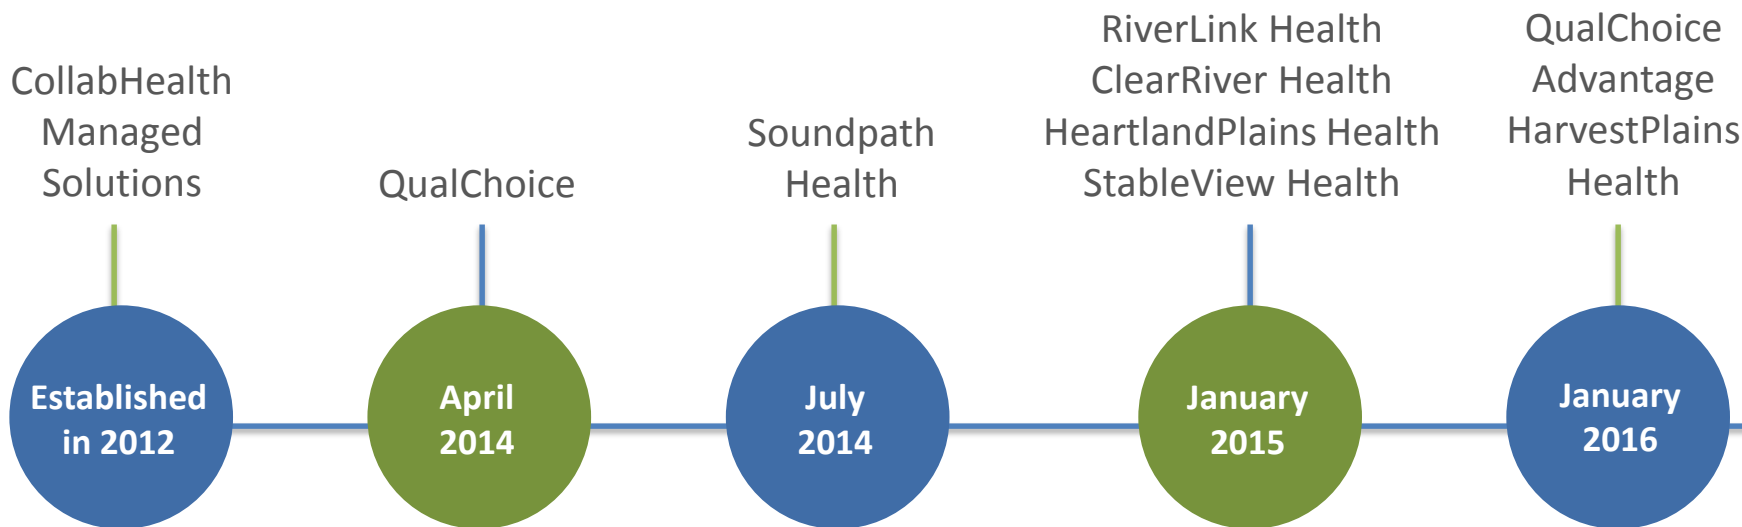 CollabHealth
Managed
Solutions
Established
in 2012
QualChoice
April
2014
Soundpath
Health
July
2014
RiverLink Health
ClearRiver Health
HeartlandPlains Health
StableView Health
January
2015
QualChoice
Advantage
HarvestPlains
Health
January
2016